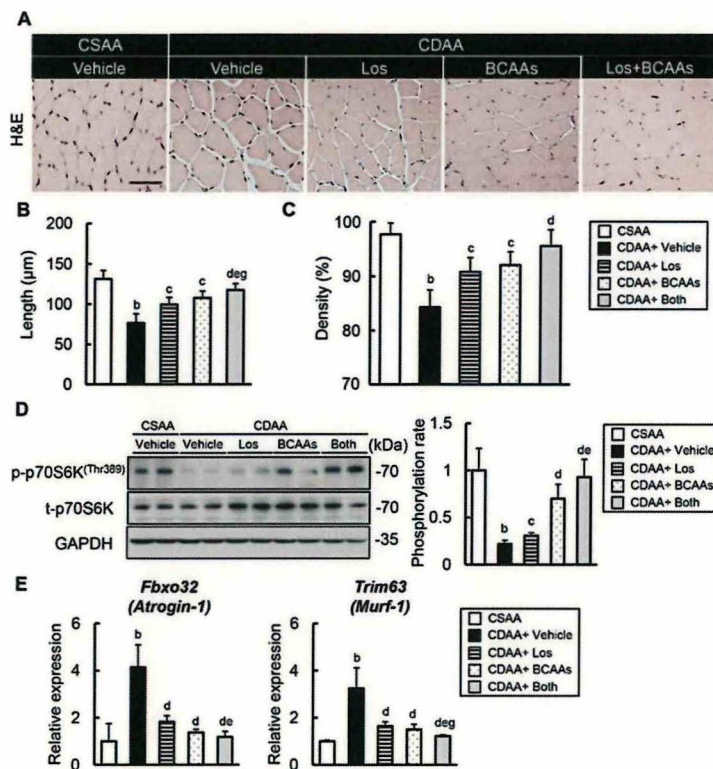 A
CSAA CDAA
Vehicle Vehicle Los BCAAs Los+BCAAs
H&E
B
Length (µm)
150
100
50
0
b c c deg
C
Density (%)
100
90
80
70
b c c d
CSAA
CDAA+ Vehicle
CDAA+ Los
CDAA+ BCAAs
CDAA+ Both
D
CSAA CDAA
Vehicle Vehicle Los BCAAs Both (kDa)
p-p70S6K(Thr389) -70
t-p70S6K -70
GAPDH -35
Phosphorylation rate
1.5
1
0.5
0
b c d de
CSAA
CDAA+ Vehicle
CDAA+ Los
CDAA+ BCAAs
CDAA+ Both
E
Fbxo32
(Atrogin-1)
Relative expression
6
4
2
0
b d d de
Trim63
(Murf-1)
Relative expression
6
4
2
0
b d d deg
CSAA
CDAA+ Vehicle
CDAA+ Los
CDAA+ BCAAs
CDAA+ Both